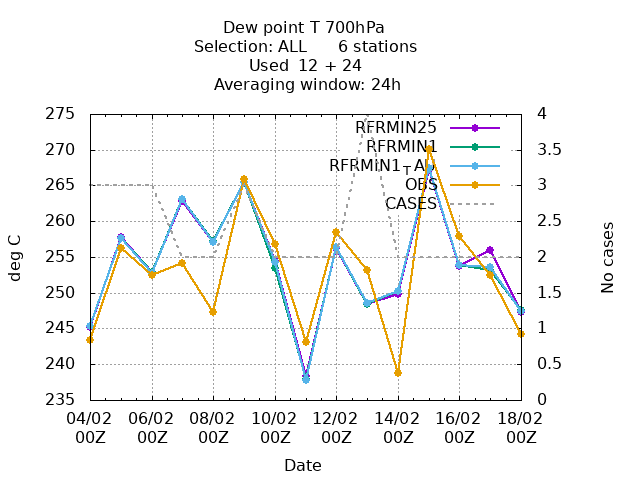 Dew point T 700hPa
Selection: ALL 6 stations
Used 12 + 24
Averaging window: 24h
275
270
265
260
255
250
245
240
235
4
3.5
3
2.5
2
1.5
1
0.5
0
RFRMIN25
RFRMIN1
OBS
CASES
deg C
No cases
04/02 06/02 08/02 10/02 12/02 14/02 16/02 18/02
00Z 00Z 00Z 00Z 00Z 00Z 00Z 00Z
Date